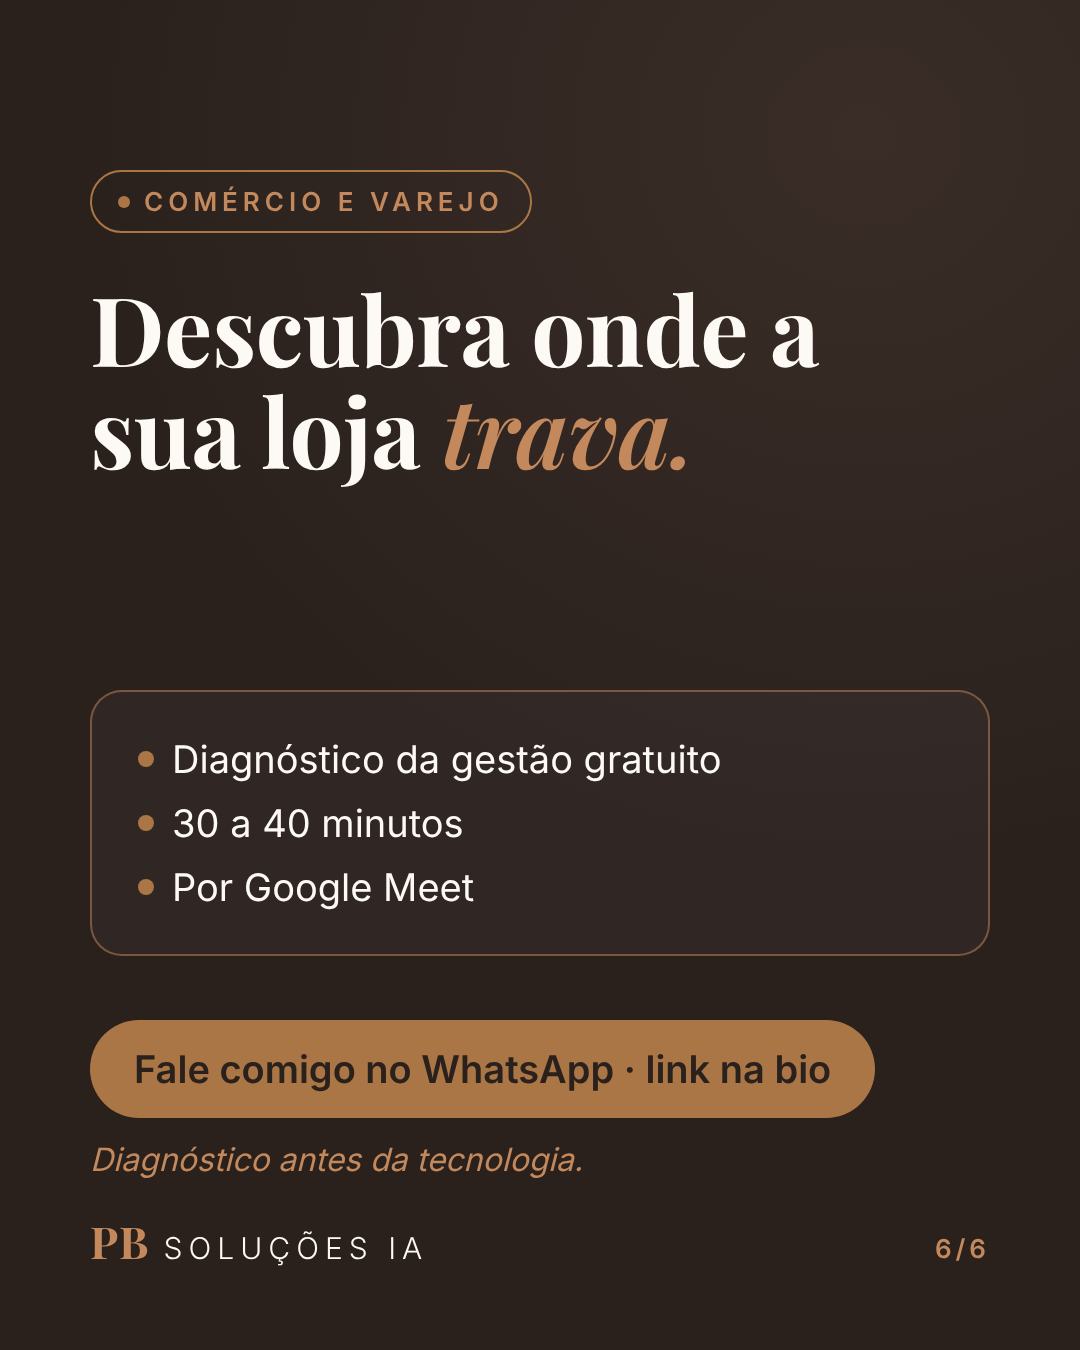 COMÉRCIO E VAREJO
Descubra onde a
sua loja trava.
Diagnóstico da gestão gratuito
30 a 40 minutos
Por Google Meet
Fale comigo no WhatsApp · link na bio
Diagnóstico antes da tecnologia.
PB SOLUÇÕES IA
6/6